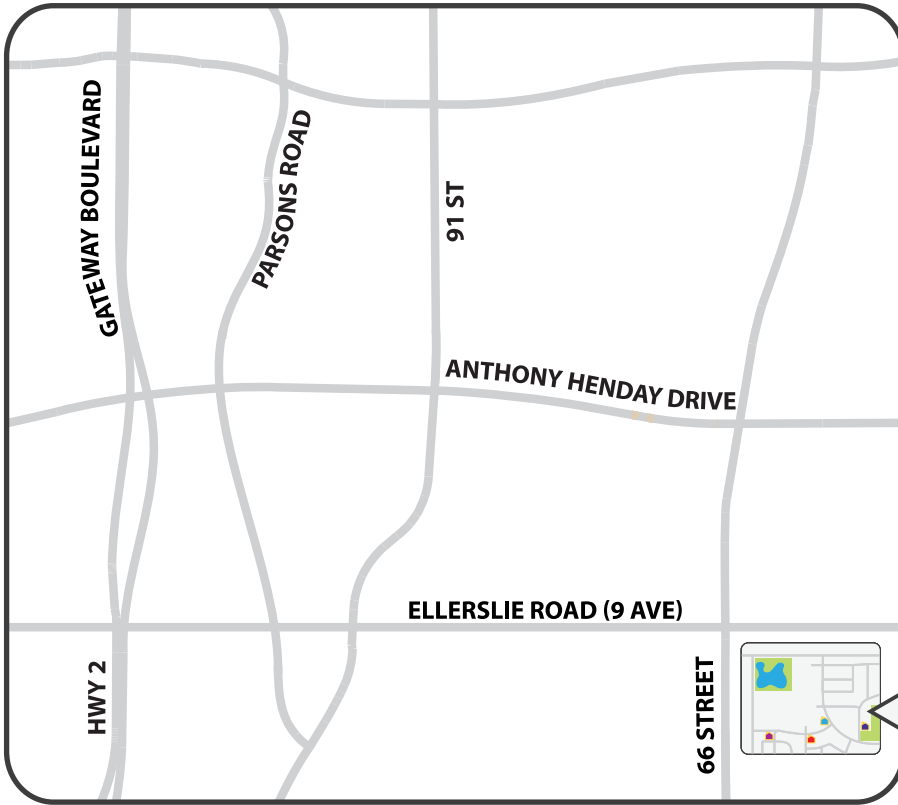 GATEWAY BOULEVARD
PARSONS ROAD
91 ST
ANTHONY HENDAY DRIVE
ELLERSLIE ROAD (9 AVE)
HWY 2
66 STREET